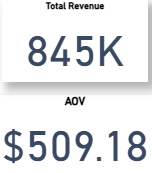 Total Revenue
845K
AOV
$509.18